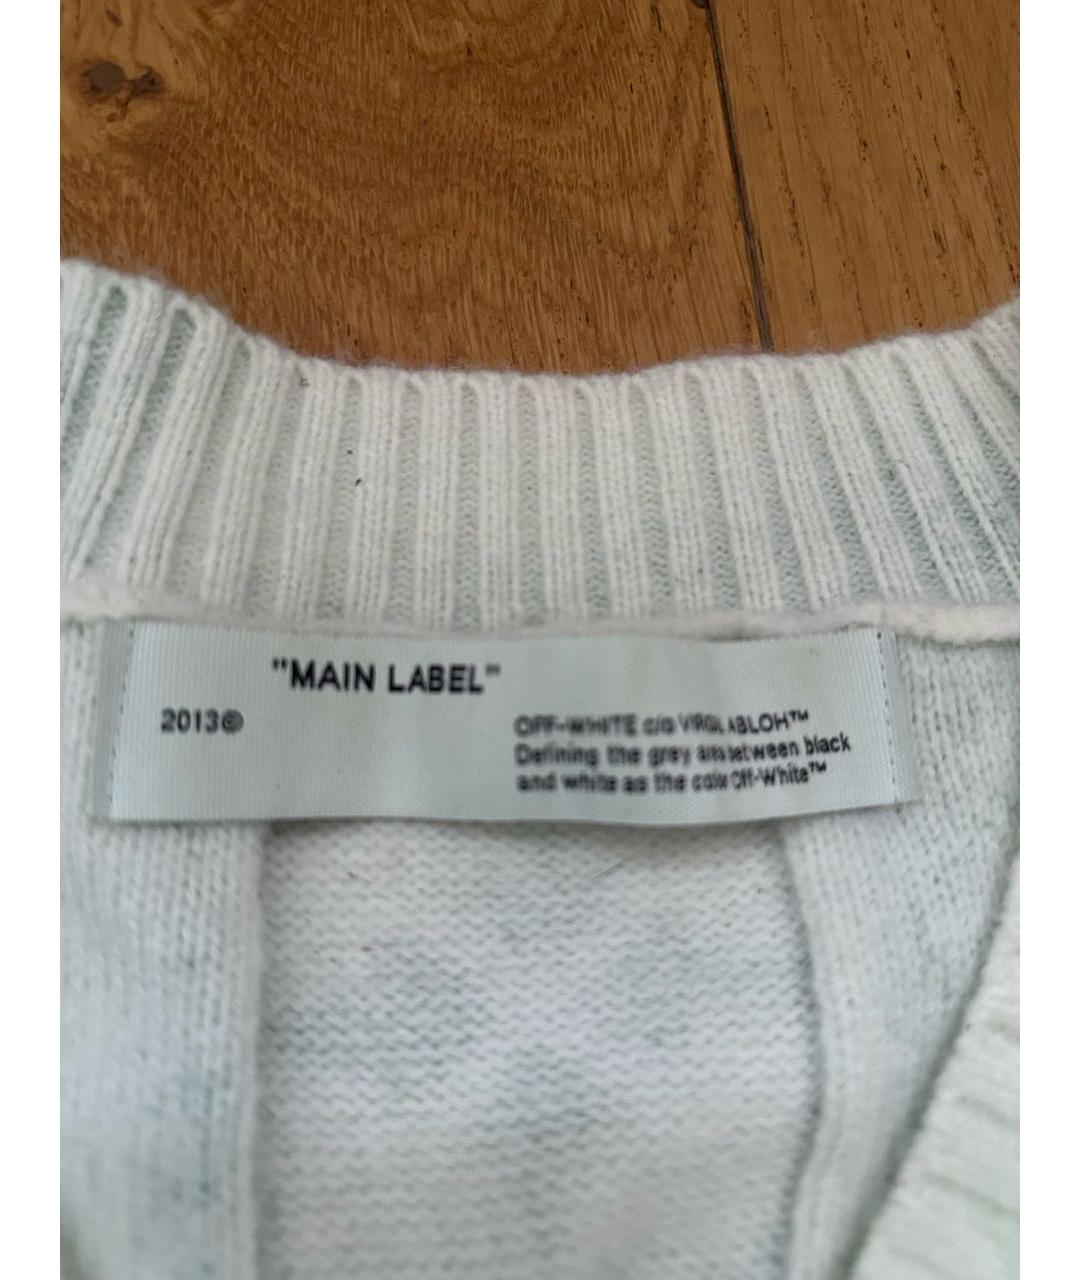 "MAIN LABEL"
2013©
OFF-WHITE c/o VIRGIL ABLOH™
Defining the grey area between black
and white as the color Off-White™